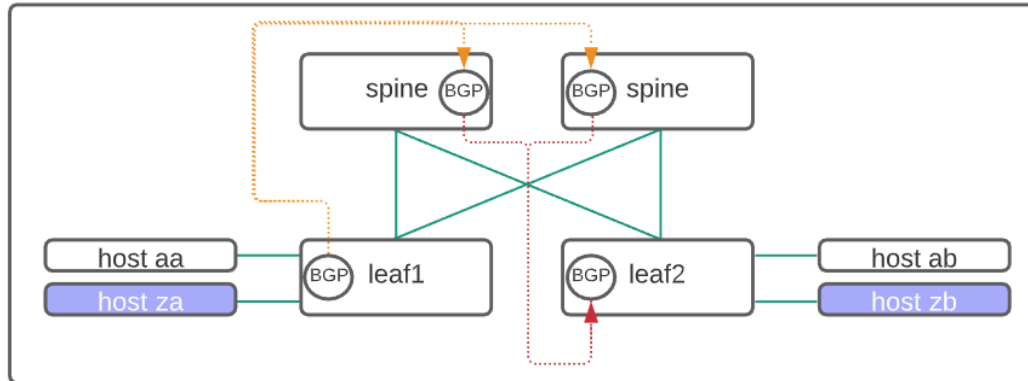 spine BGP
BGP spine
host aa
BGP leaf1
host za
BGP leaf2
host ab
host zb